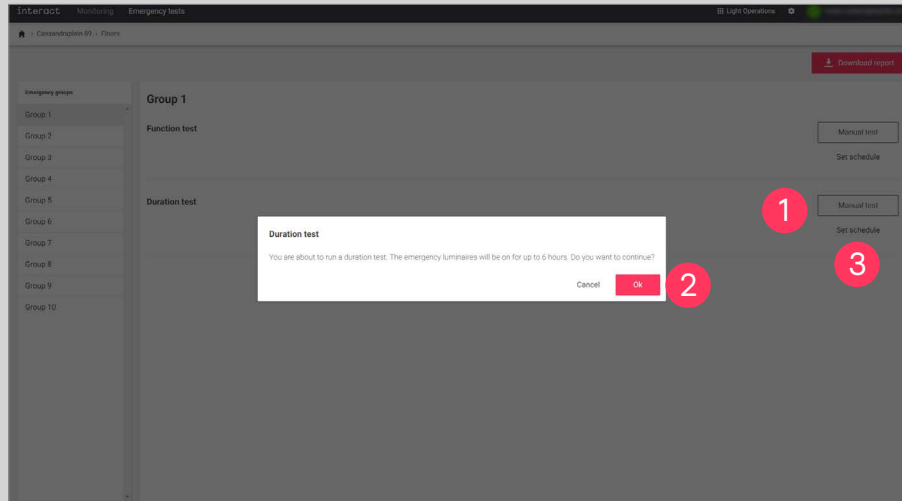 interact Monitoring Emergency tests Light Operations
Cassandraplein 69 > Floors
Download report
Emergency groups
Group 1
Group 2
Group 3
Group 4
Group 5
Group 6
Group 7
Group 8
Group 9
Group 10
Group 1
Function test
Manual test
Set schedule
Duration test
1
Manual test
Set schedule
3
Duration test
You are about to run a duration test. The emergency luminaires will be on for up to 6 hours. Do you want to continue?
Cancel Ok
2